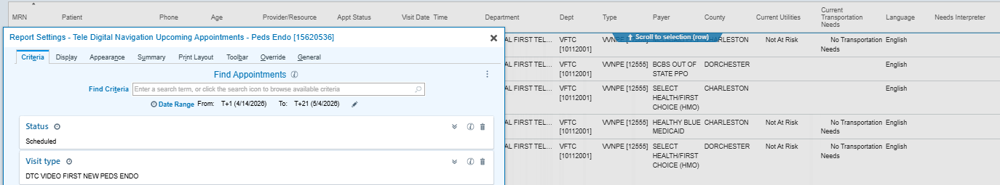 MRN Patient Phone Age Provider/Resource Appt Status Visit Date Time Department Dept Type Payer County Current Utilities Current Transportation Needs Language Needs Interpreter
Report Settings - Tele Digital Navigation Upcoming Appointments - Peds Endo [15620536]
Criteria Display Appearance Summary Print Layout Toolbar Override General
Find Appointments
Find Criteria Enter a search term, or click the search icon to browse available criteria
Date Range From: T+1 (4/14/2026) To: T+21 (5/4/2026)
Status
Scheduled
Visit type
DTC VIDEO FIRST NEW PEDS ENDO
Scroll to selection (row)
AL FIRST TEL... VFTC [10112001] VVNPE [12555] CHARLESTON Not At Risk No Transportation Needs English
AL FIRST TEL... VFTC [10112001] VVNPE [12555] BCBS OUT OF STATE PPO DORCHESTER English
AL FIRST TEL... VFTC [10112001] VVNPE [12555] SELECT HEALTH/FIRST CHOICE (HMO) CHARLESTON English
AL FIRST TEL... VFTC [10112001] VVNPE [12555] HEALTHY BLUE MEDICAID CHARLESTON Not At Risk No Transportation Needs English
AL FIRST TEL... VFTC [10112001] VVNPE [12555] SELECT HEALTH/FIRST CHOICE (HMO) DORCHESTER Not At Risk No Transportation Needs English